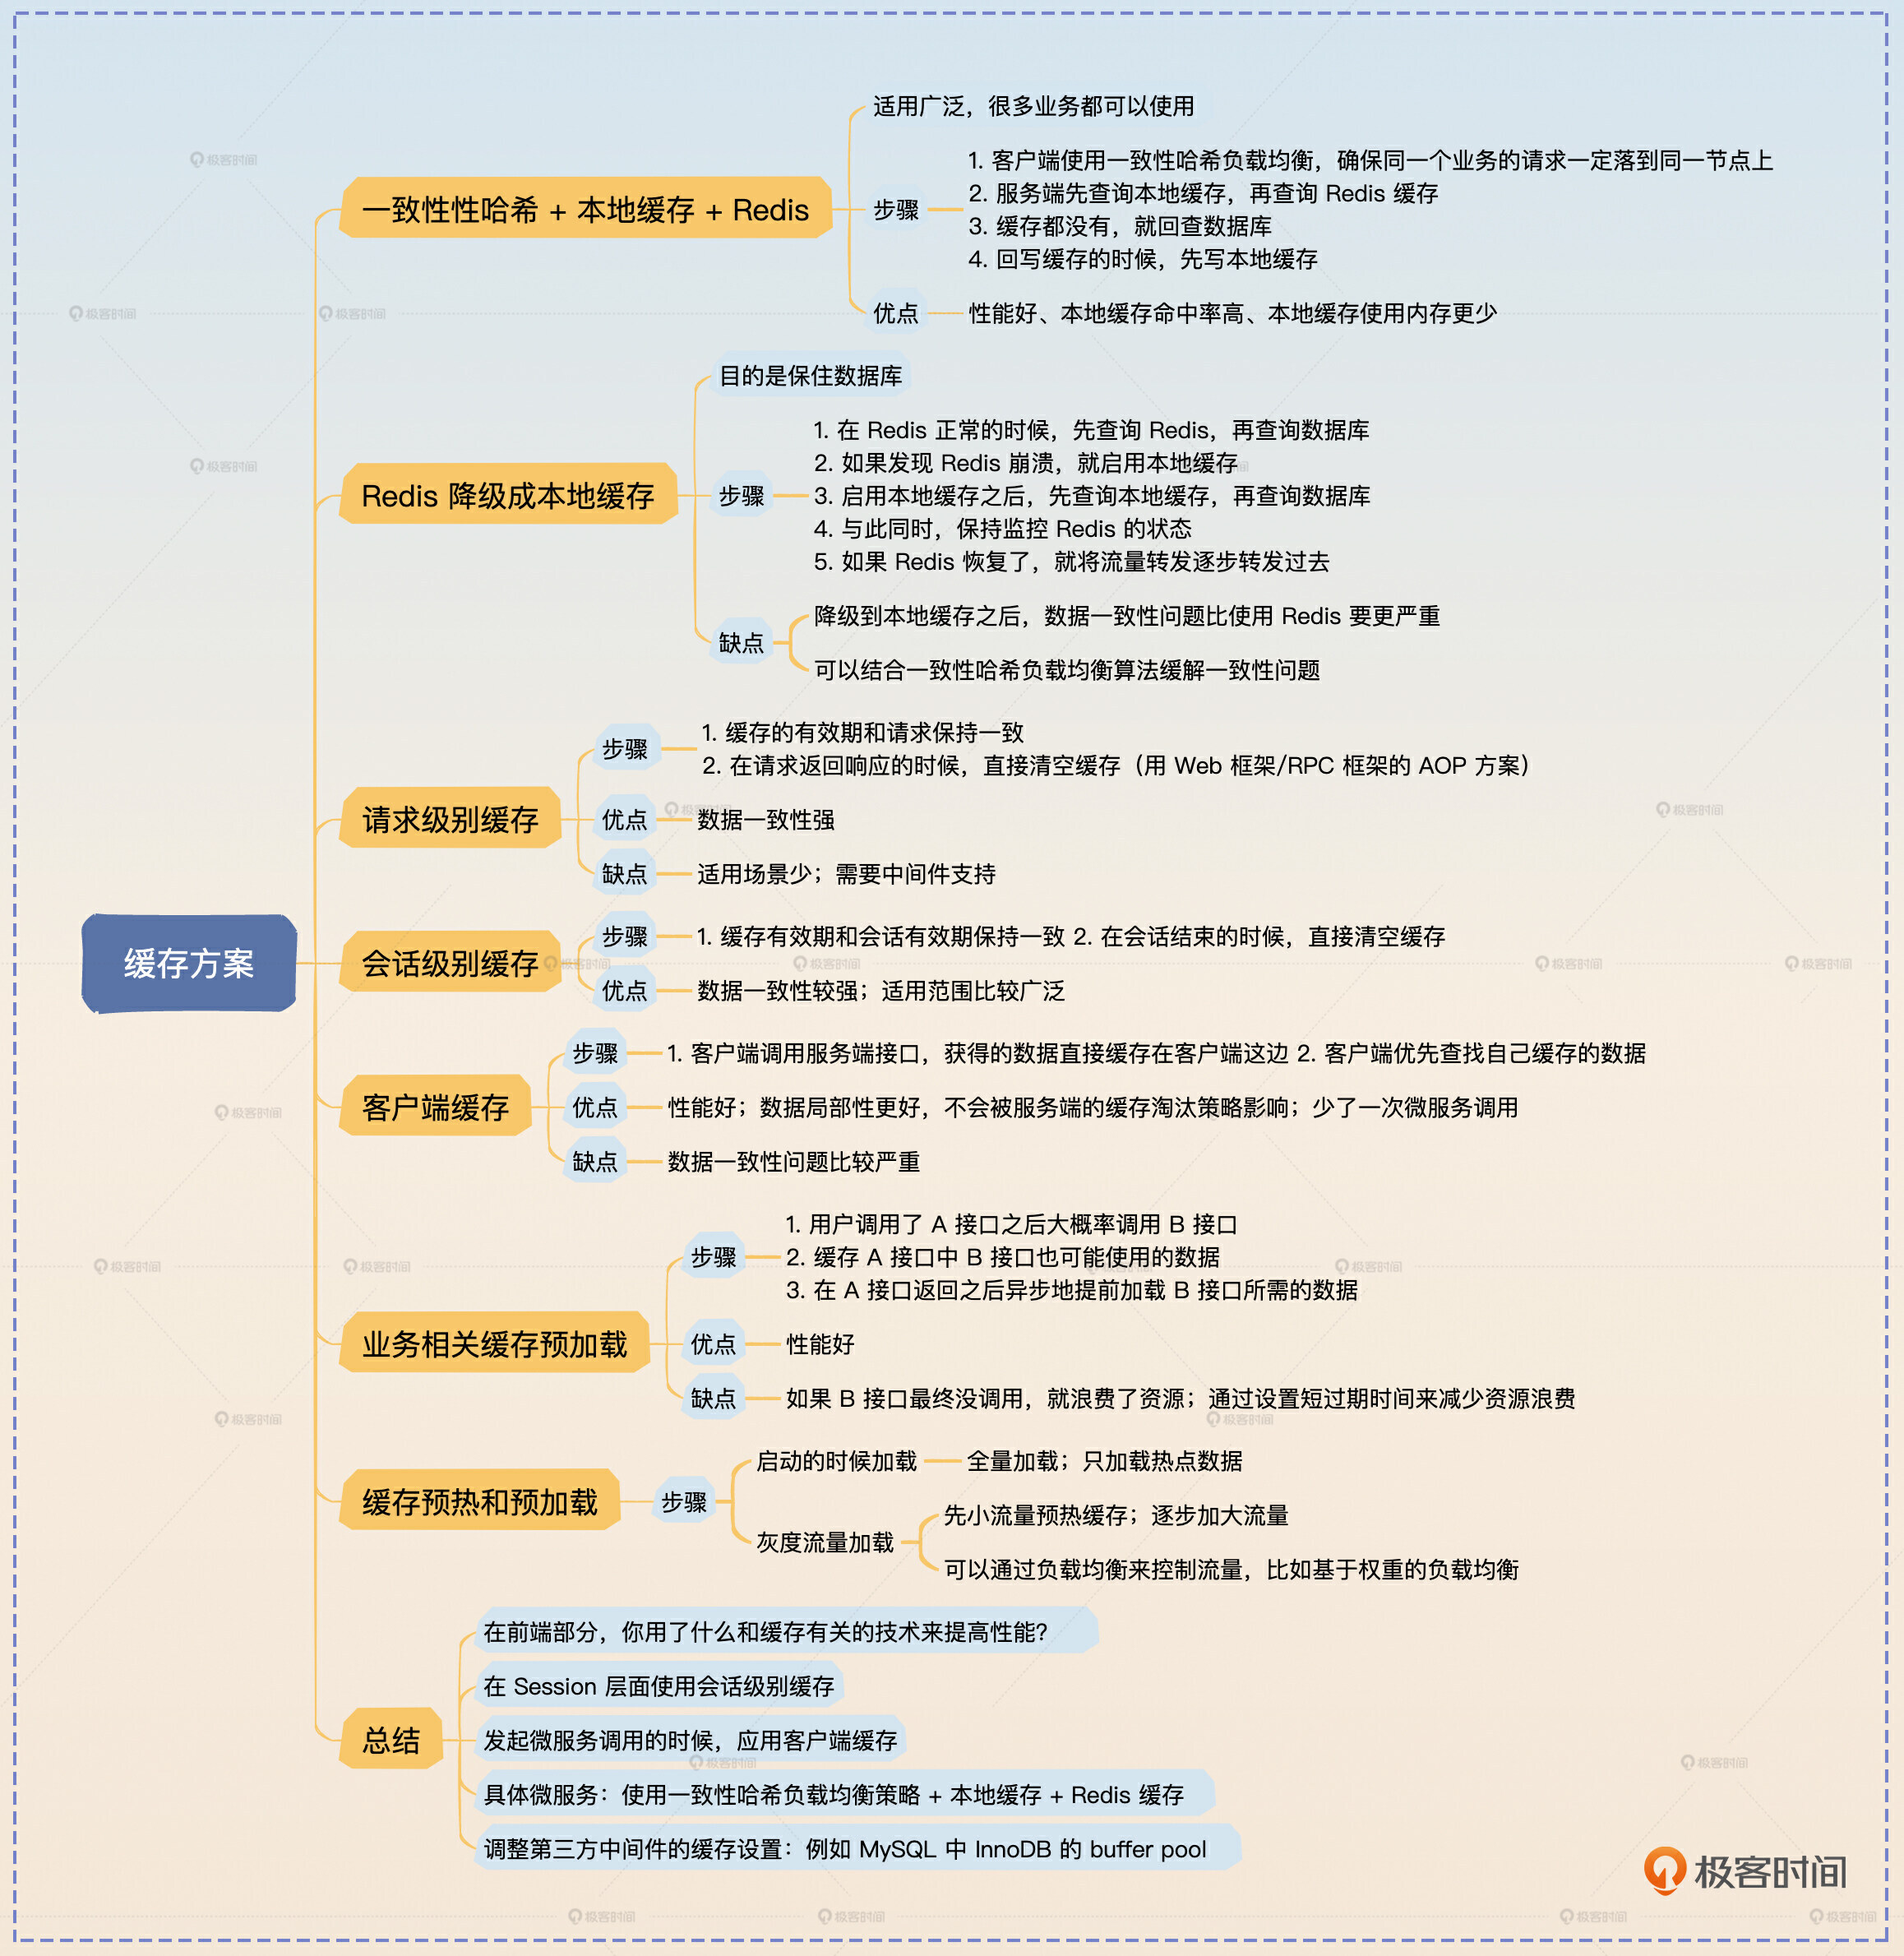 缓存方案
一致性性哈希 + 本地缓存 + Redis
适用广泛，很多业务都可以使用
步骤
1. 客户端使用一致性哈希负载均衡，确保同一个业务的请求一定落到同一节点上
2. 服务端先查询本地缓存，再查询 Redis 缓存
3. 缓存都没有，就回查数据库
4. 回写缓存的时候，先写本地缓存
优点
性能好、本地缓存命中率高、本地缓存使用内存更少
Redis 降级成本地缓存
目的是保住数据库
步骤
1. 在 Redis 正常的时候，先查询 Redis，再查询数据库
2. 如果发现 Redis 崩溃，就启用本地缓存
3. 启用本地缓存之后，先查询本地缓存，再查询数据库
4. 与此同时，保持监控 Redis 的状态
5. 如果 Redis 恢复了，就将流量转发逐步转发过去
缺点
降级到本地缓存之后，数据一致性问题比使用 Redis 要更严重
可以结合一致性哈希负载均衡算法缓解一致性问题
请求级别缓存
步骤
1. 缓存的有效期和请求保持一致
2. 在请求返回响应的时候，直接清空缓存（用 Web 框架/RPC 框架的 AOP 方案）
优点
数据一致性强
缺点
适用场景少；需要中间件支持
会话级别缓存
步骤
1. 缓存有效期和会话有效期保持一致 2. 在会话结束的时候，直接清空缓存
优点
数据一致性较强；适用范围比较广泛
客户端缓存
步骤
1. 客户端调用服务端接口，获得的数据直接缓存在客户端这边 2. 客户端优先查找自己缓存的数据
优点
性能好；数据局部性更好，不会被服务端的缓存淘汰策略影响；少了一次微服务调用
缺点
数据一致性问题比较严重
业务相关缓存预加载
步骤
1. 用户调用了 A 接口之后大概率调用 B 接口
2. 缓存 A 接口中 B 接口也可能使用的数据
3. 在 A 接口返回之后异步地提前加载 B 接口所需的数据
优点
性能好
缺点
如果 B 接口最终没调用，就浪费了资源；通过设置短过期时间来减少资源浪费
缓存预热和预加载
步骤
启动的时候加载
全量加载；只加载热点数据
灰度流量加载
先小流量预热缓存；逐步加大流量
可以通过负载均衡来控制流量，比如基于权重的负载均衡
总结
在前端部分，你用了什么和缓存有关的技术来提高性能？
在 Session 层面使用会话级别缓存
发起微服务调用的时候，应用客户端缓存
具体微服务：使用一致性哈希负载均衡策略 + 本地缓存 + Redis 缓存
调整第三方中间件的缓存设置：例如 MySQL 中 InnoDB 的 buffer pool
极客时间